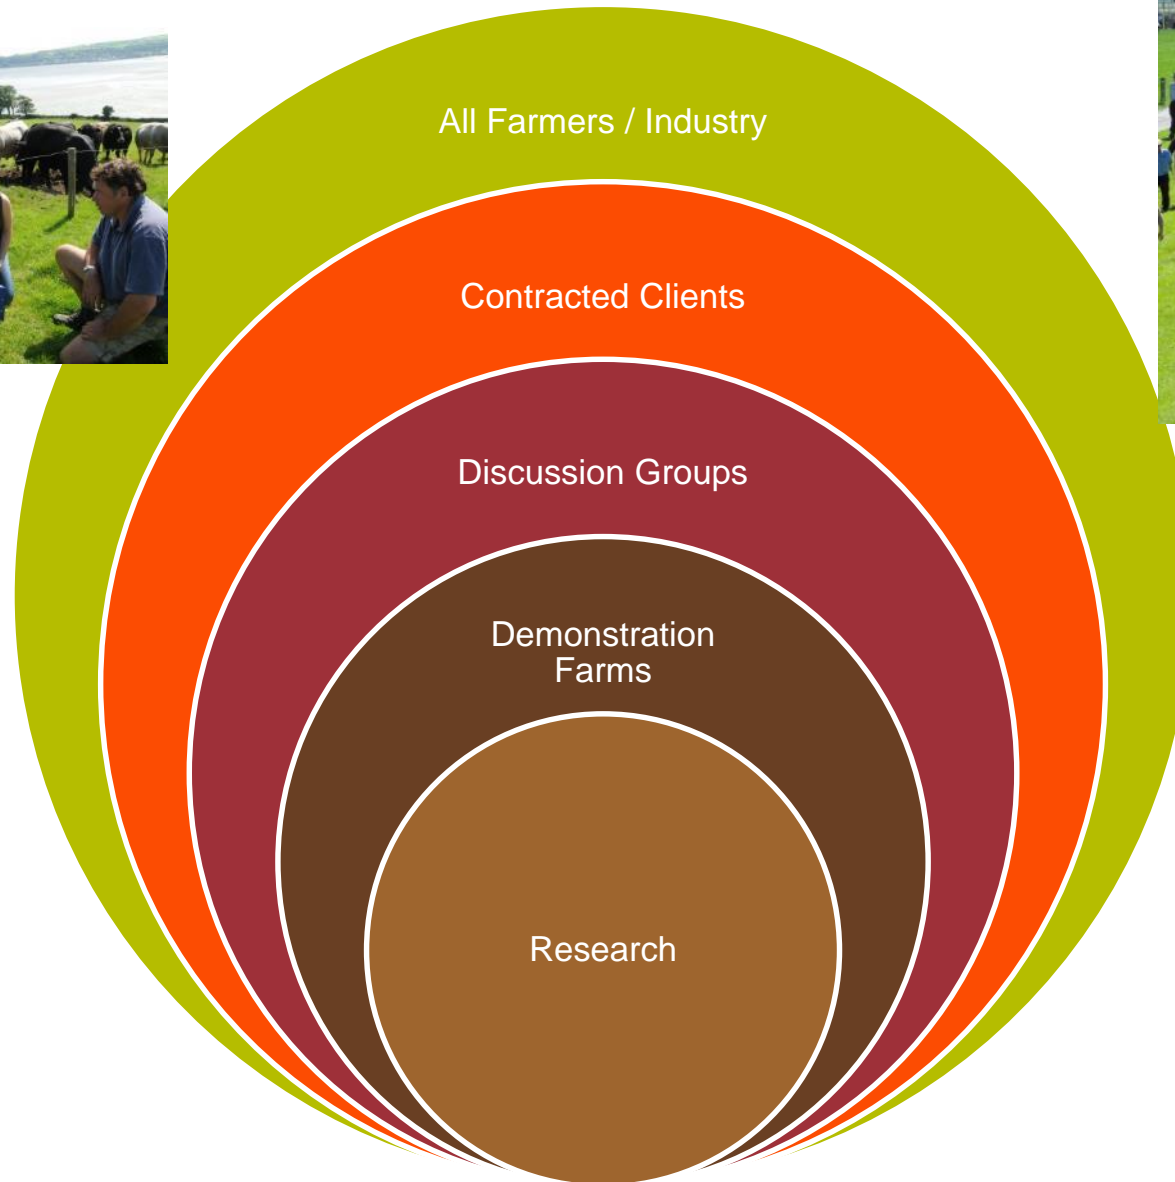 All Farmers / Industry
Contracted Clients
Discussion Groups
Demonstration
Farms
Research